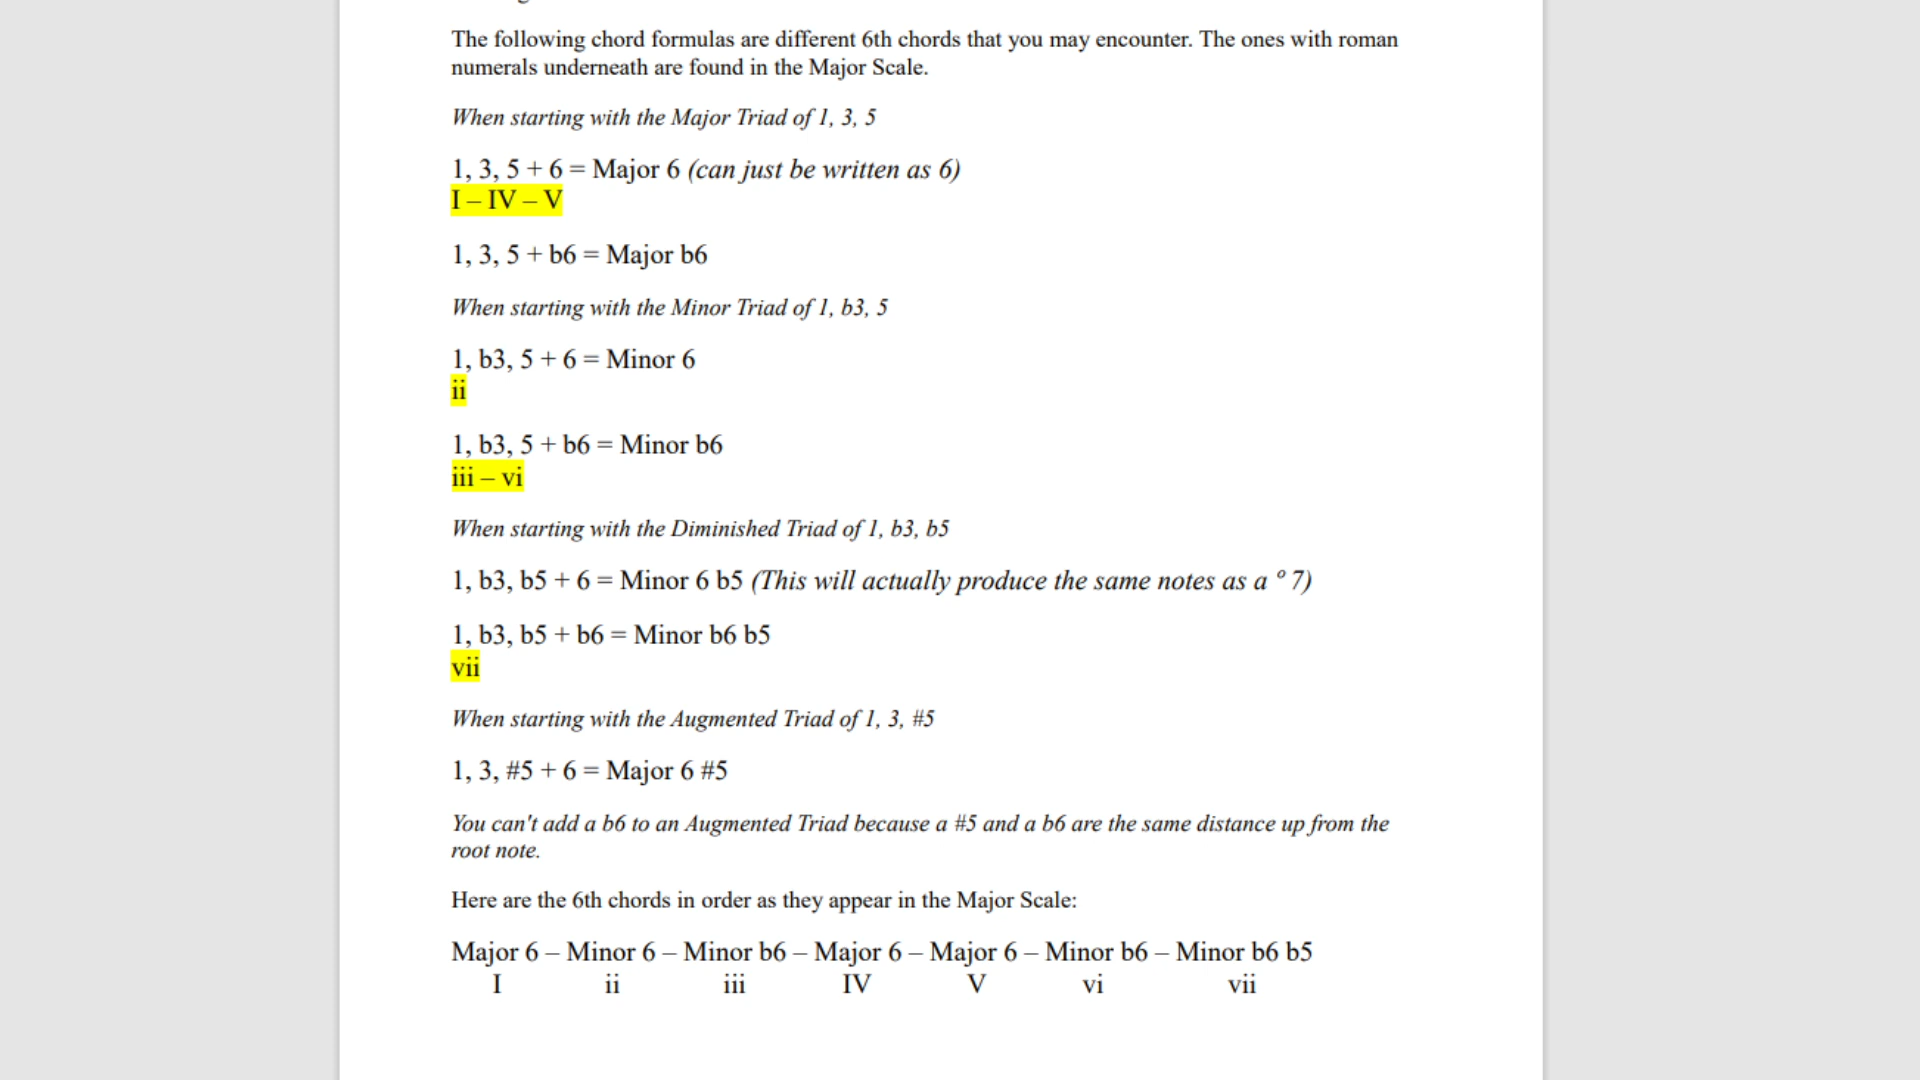 The following chord formulas are different 6th chords that you may encounter. The ones with roman
numerals underneath are found in the Major Scale.
When starting with the Major Triad of 1, 3, 5
1, 3, 5 + 6 = Major 6 (can just be written as 6)
I – IV – V
1, 3, 5 + b6 = Major b6
When starting with the Minor Triad of 1, b3, 5
1, b3, 5 + 6 = Minor 6
ii
1, b3, 5 + b6 = Minor b6
iii – vi
When starting with the Diminished Triad of 1, b3, b5
1, b3, b5 + 6 = Minor 6 b5 (This will actually produce the same notes as a º 7)
1, b3, b5 + b6 = Minor b6 b5
vii
When starting with the Augmented Triad of 1, 3, #5
1, 3, #5 + 6 = Major 6 #5
You can't add a b6 to an Augmented Triad because a #5 and a b6 are the same distance up from the
root note.
Here are the 6th chords in order as they appear in the Major Scale:
Major 6 – Minor 6 – Minor b6 – Major 6 – Major 6 – Minor b6 – Minor b6 b5
I ii iii IV V vi vii